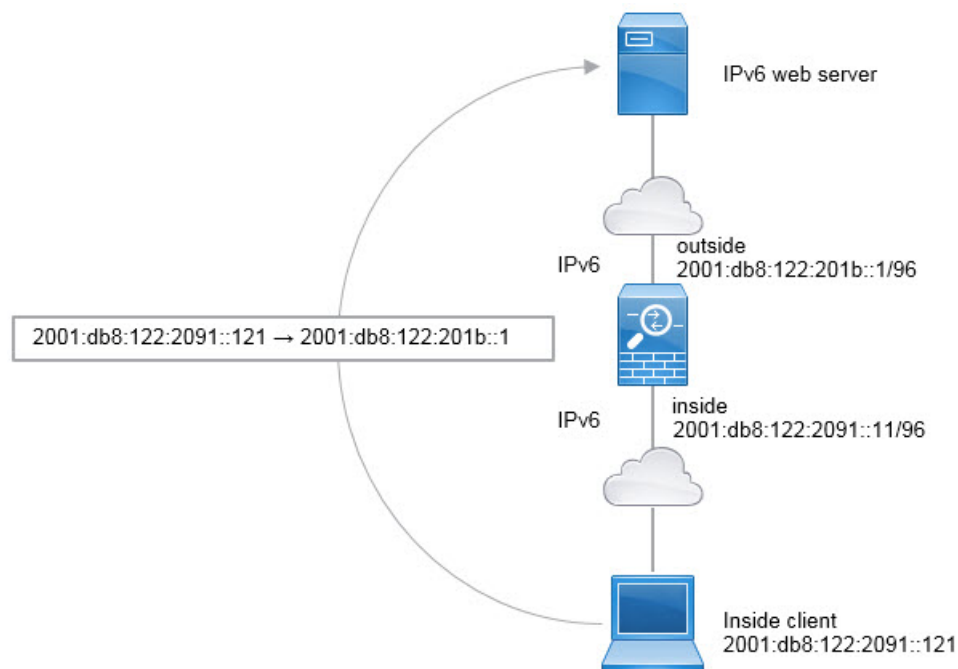 IPv6 web server
outside
IPv6
2001:db8:122:201b::1/96
2001:db8:122:2091::121 → 2001:db8:122:201b::1
inside
IPv6
2001:db8:122:2091::11/96
Inside client
2001:db8:122:2091::121